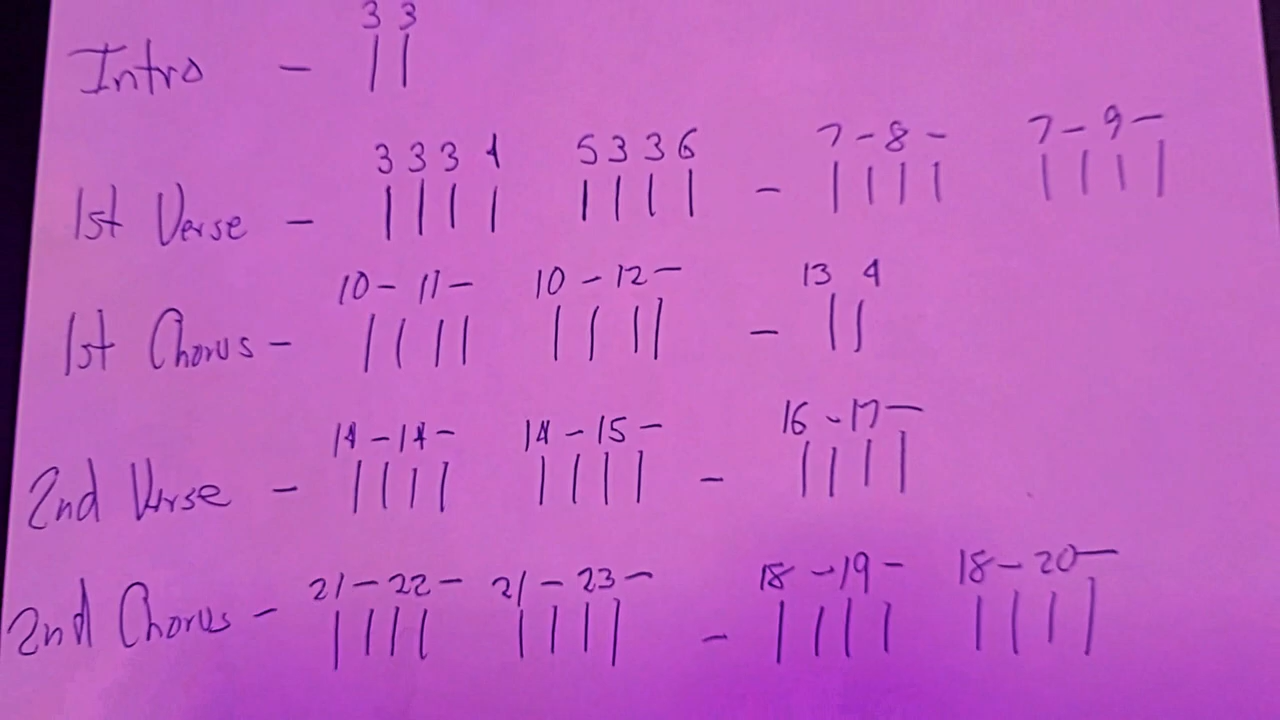 3 3
Intro - | |
3 3 3 4 5 3 3 6 7 - 8 - 7 - 9 -
1st Verse - | | | | | | | | - | | | | | | | |
10 - 11 - 10 - 12 - 13 4
1st Chorus - | | | | | | | | - | |
14 - 14 - 14 - 15 - 16 - 17 -
2nd Verse - | | | | | | | | - | | | |
21 - 22 - 21 - 23 - 18 - 19 - 18 - 20 -
2nd Chorus - | | | | | | | | - | | | | | | | |